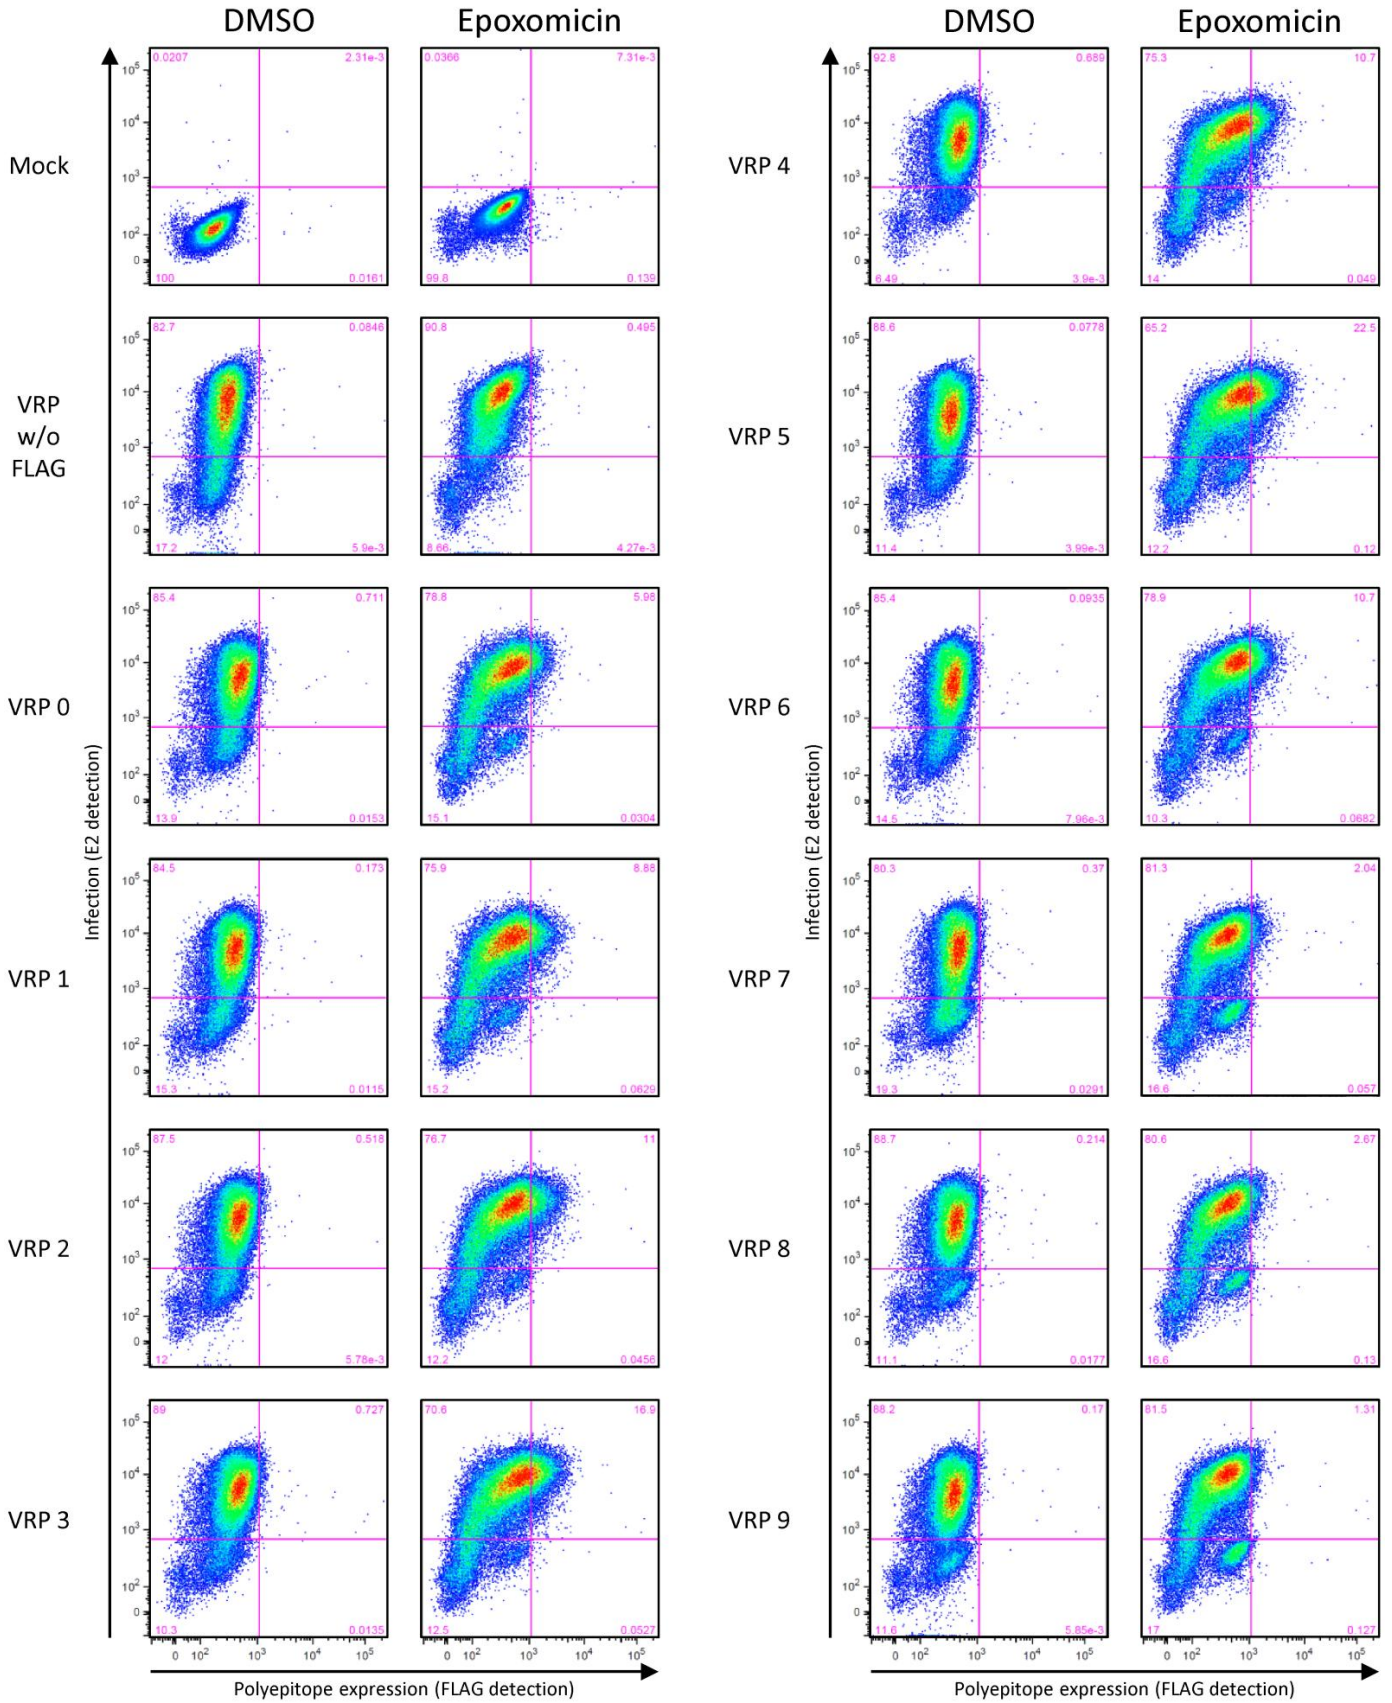 DMSO Epoxomicin DMSO Epoxomicin
Mock
0.0207 2.31e-3
100 0.0161
0.0366 7.31e-3
99.8 0.139
VRP 4
92.8 0.689
6.49 3.9e-3
75.3 10.7
14 0.049
VRP
w/o
FLAG
82.7 0.0846
17.2 5.9e-3
90.8 0.495
8.66 4.27e-3
VRP 5
88.6 0.0778
11.4 3.99e-3
65.2 22.5
12.2 0.12
VRP 0
85.4 0.711
13.9 0.0153
78.8 5.98
15.1 0.0304
VRP 6
85.4 0.0935
14.5 7.96e-3
78.9 10.7
10.3 0.0682
VRP 1
84.5 0.173
15.3 0.0115
75.9 8.88
15.2 0.0629
VRP 7
80.3 0.37
19.3 0.0291
81.3 2.04
16.6 0.057
VRP 2
87.5 0.518
12 5.78e-3
76.7 11
12.2 0.0456
VRP 8
88.7 0.214
11.1 0.0177
80.6 2.67
16.6 0.13
VRP 3
89 0.727
10.3 0.0135
70.6 16.9
12.5 0.0527
VRP 9
88.2 0.17
11.6 5.85e-3
81.5 1.31
17 0.127
10⁵
10⁴
10³
10²
0
0 10² 10³ 10⁴ 10⁵
Infection (E2 detection)
Infection (E2 detection)
Polyepitope expression (FLAG detection)
Polyepitope expression (FLAG detection)